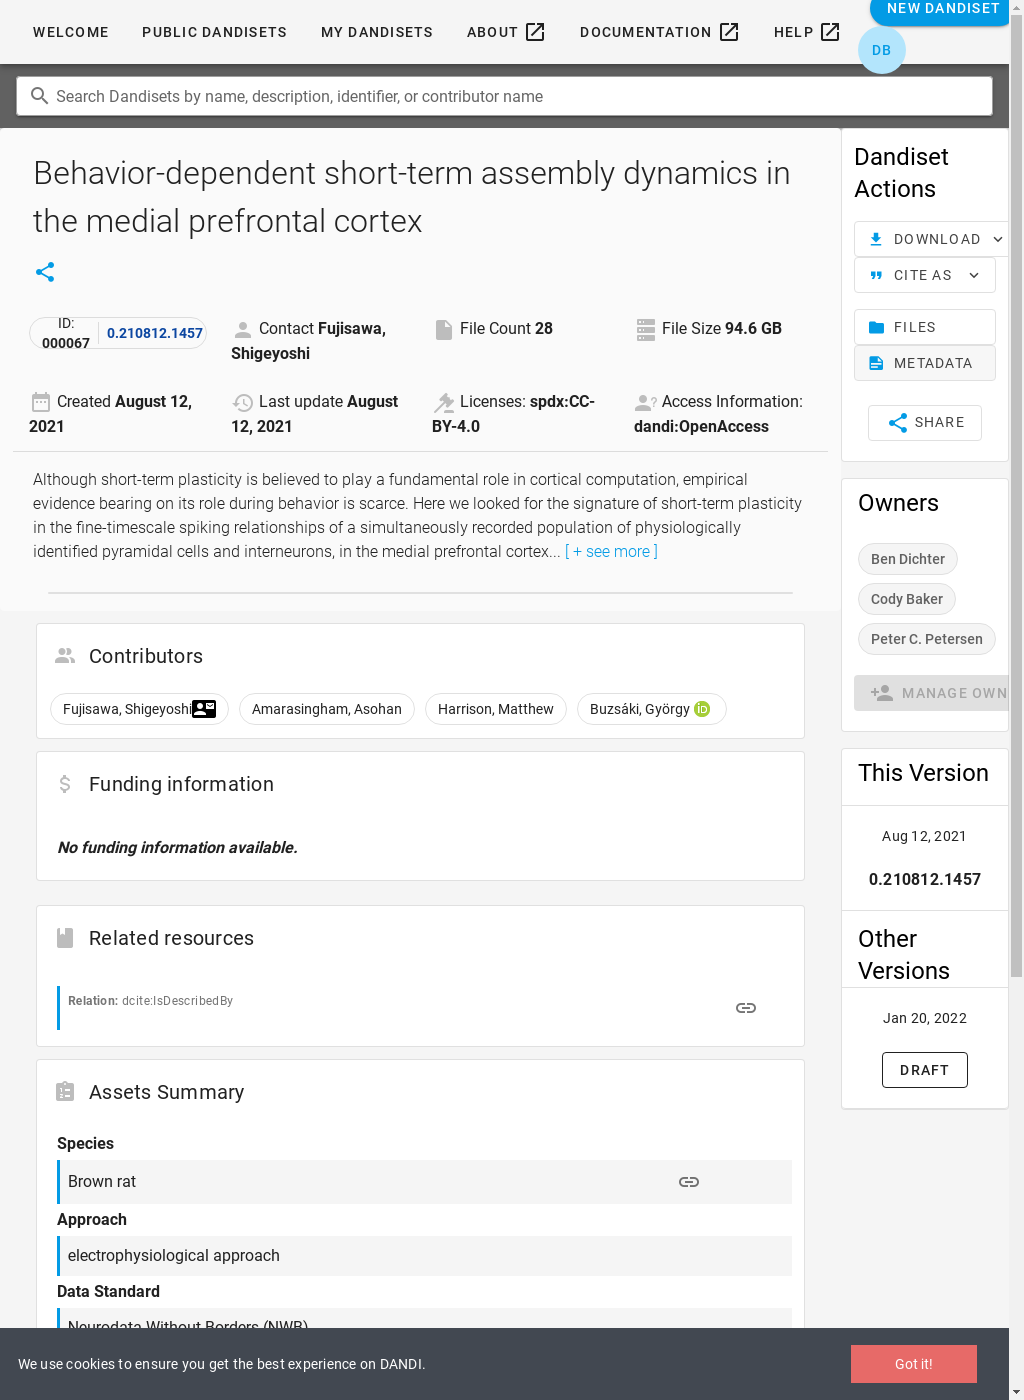 WELCOME
PUBLIC DANDISETS
MY DANDISETS
ABOUT
DOCUMENTATION
HELP
NEW DANDISET
DB
Search Dandisets by name, description, identifier, or contributor name
Behavior-dependent short-term assembly dynamics in
the medial prefrontal cortex
ID:
000067
0.210812.1457
Contact Fujisawa,
Shigeyoshi
File Count 28
File Size 94.6 GB
Created August 12,
2021
Last update August
12, 2021
Licenses: spdx:CC-
BY-4.0
Access Information:
dandi:OpenAccess
Although short-term plasticity is believed to play a fundamental role in cortical computation, empirical
evidence bearing on its role during behavior is scarce. Here we looked for the signature of short-term plasticity
in the fine-timescale spiking relationships of a simultaneously recorded population of physiologically
identified pyramidal cells and interneurons, in the medial prefrontal cortex... [ + see more ]
Contributors
Fujisawa, Shigeyoshi
Amarasingham, Asohan
Harrison, Matthew
Buzsáki, György iD
Funding information
No funding information available.
Related resources
Relation: dcite:IsDescribedBy
Assets Summary
Species
Brown rat
Approach
electrophysiological approach
Data Standard
Neurodata Without Borders (NWB)
Dandiset
Actions
DOWNLOAD
CITE AS
FILES
METADATA
SHARE
Owners
Ben Dichter
Cody Baker
Peter C. Petersen
MANAGE OWN
This Version
Aug 12, 2021
0.210812.1457
Other
Versions
Jan 20, 2022
DRAFT
We use cookies to ensure you get the best experience on DANDI.
Got it!